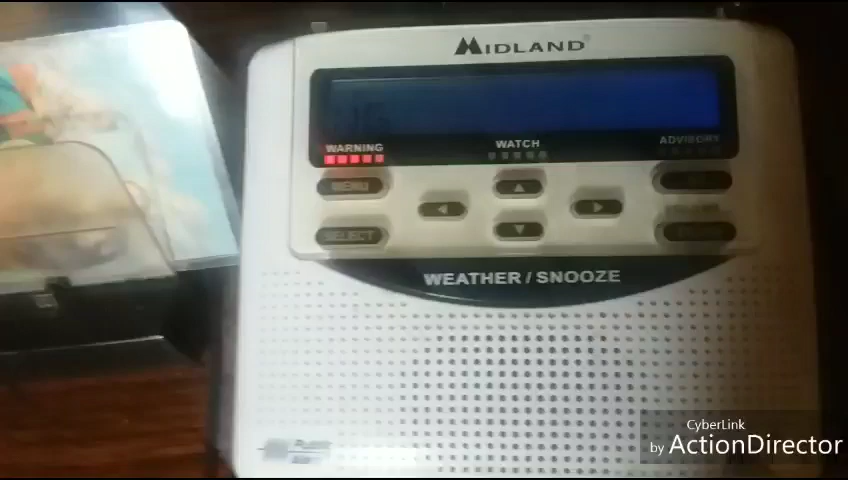 MIDLAND
WARNING
WATCH
ADVISORY
MENU
SELECT
WEATHER / SNOOZE
CyberLink
by ActionDirector